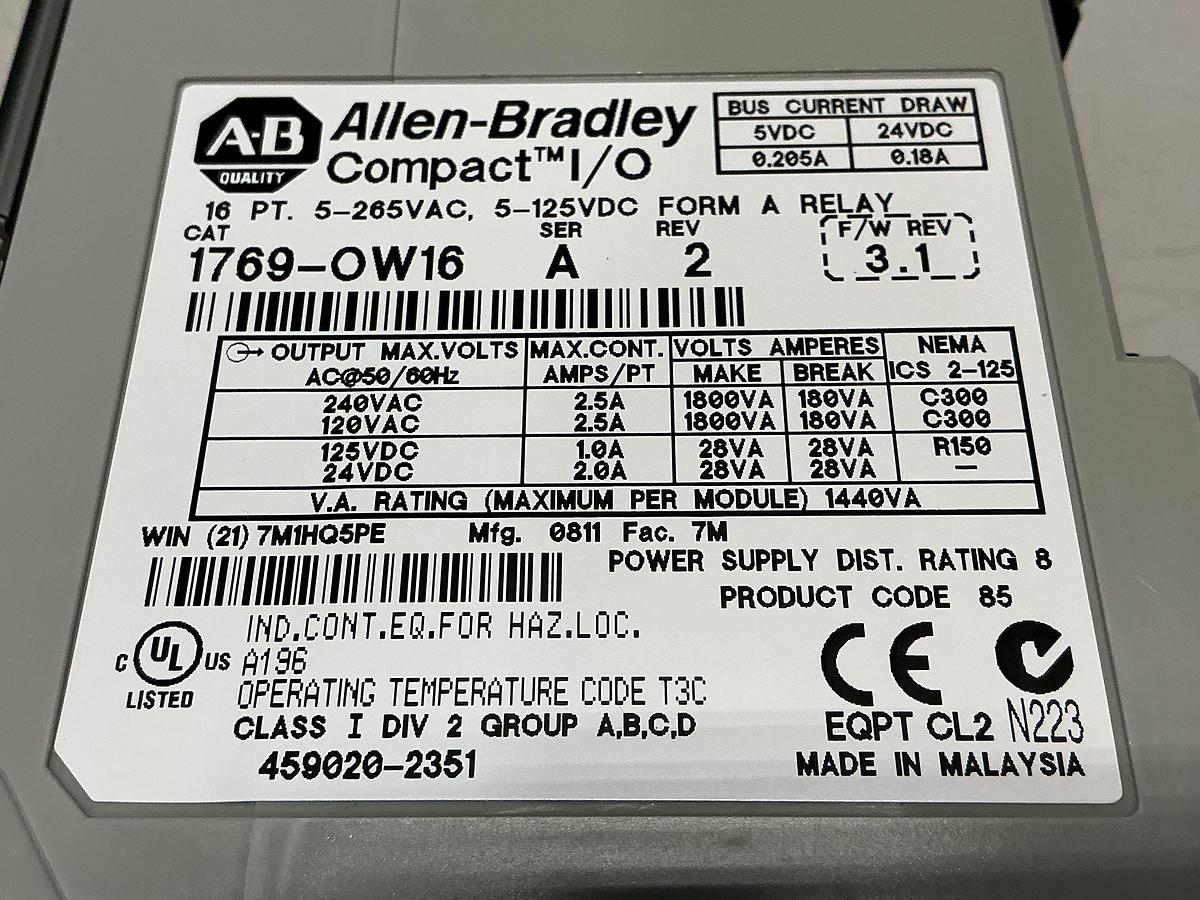 A-B
QUALITY
Allen-Bradley
Compact™ I/O
BUS CURRENT DRAW
5VDC 24VDC
0.205A 0.18A
16 PT. 5-265VAC, 5-125VDC FORM A RELAY
CAT SER REV F/W REV
1769-OW16 A 2 3.1
OUTPUT MAX.VOLTS MAX.CONT. VOLTS AMPERES NEMA
AC@50/60Hz AMPS/PT MAKE BREAK ICS 2-125
240VAC 2.5A 1800VA 180VA C300
120VAC 2.5A 1800VA 180VA C300
125VDC 1.0A 28VA 28VA R150
24VDC 2.0A 28VA 28VA —
V.A. RATING (MAXIMUM PER MODULE) 1440VA
WIN (21) 7M1HQ5PE Mfg. 0811 Fac. 7M
POWER SUPPLY DIST. RATING 8
PRODUCT CODE 85
IND.CONT.EQ.FOR HAZ.LOC.
C UL US A196
LISTED
OPERATING TEMPERATURE CODE T3C
CLASS I DIV 2 GROUP A,B,C,D
459020-2351
CE
EQPT CL2 N223
MADE IN MALAYSIA